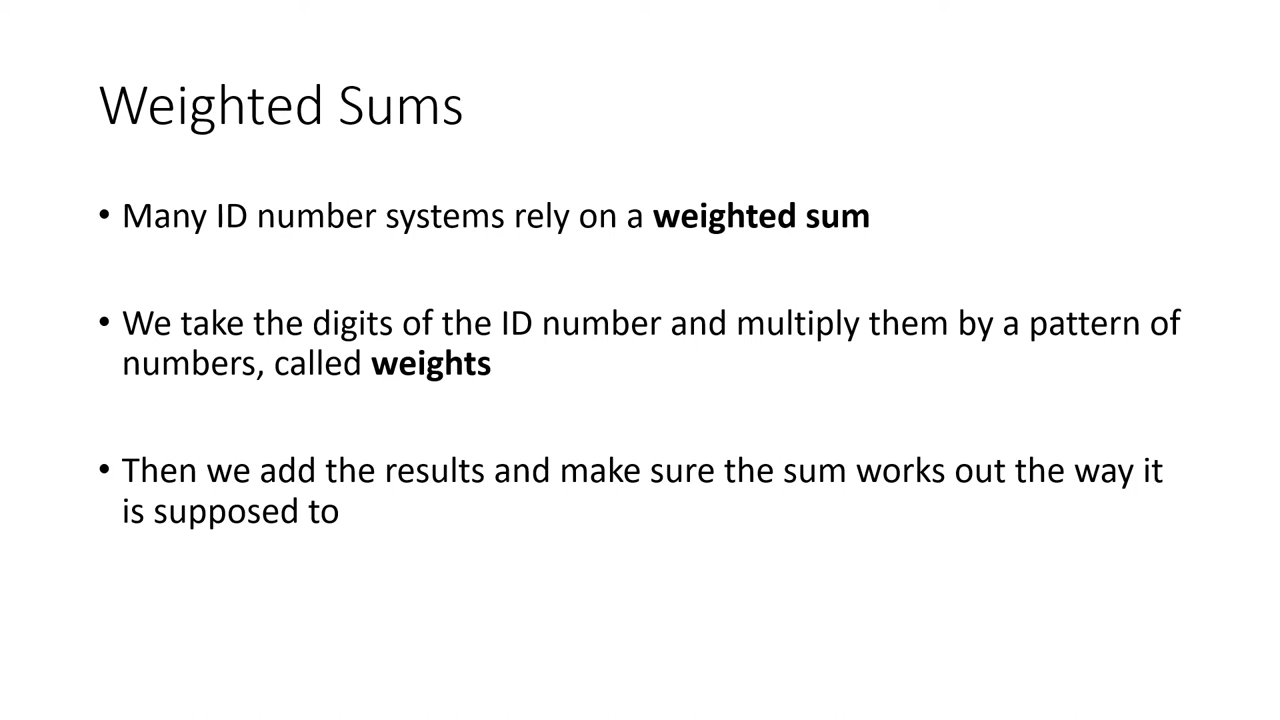 Weighted Sums
• Many ID number systems rely on a weighted sum
• We take the digits of the ID number and multiply them by a pattern of
numbers, called weights
• Then we add the results and make sure the sum works out the way it
is supposed to